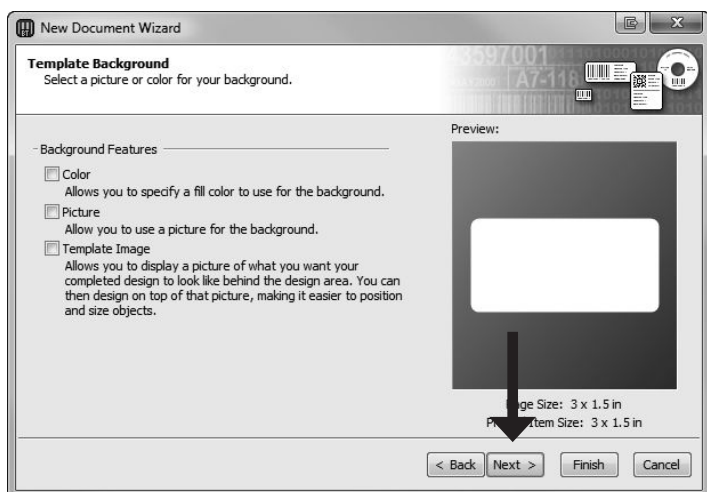 New Document Wizard
Template Background
Select a picture or color for your background.
43597001
A7-118
Preview:
Background Features
Color
Allows you to specify a fill color to use for the background.
Picture
Allow you to use a picture for the background.
Template Image
Allows you to display a picture of what you want your
completed design to look like behind the design area. You can
then design on top of that picture, making it easier to position
and size objects.
Size: 3 x 1.5 in
Item Size: 3 x 1.5 in
< Back Next > Finish Cancel